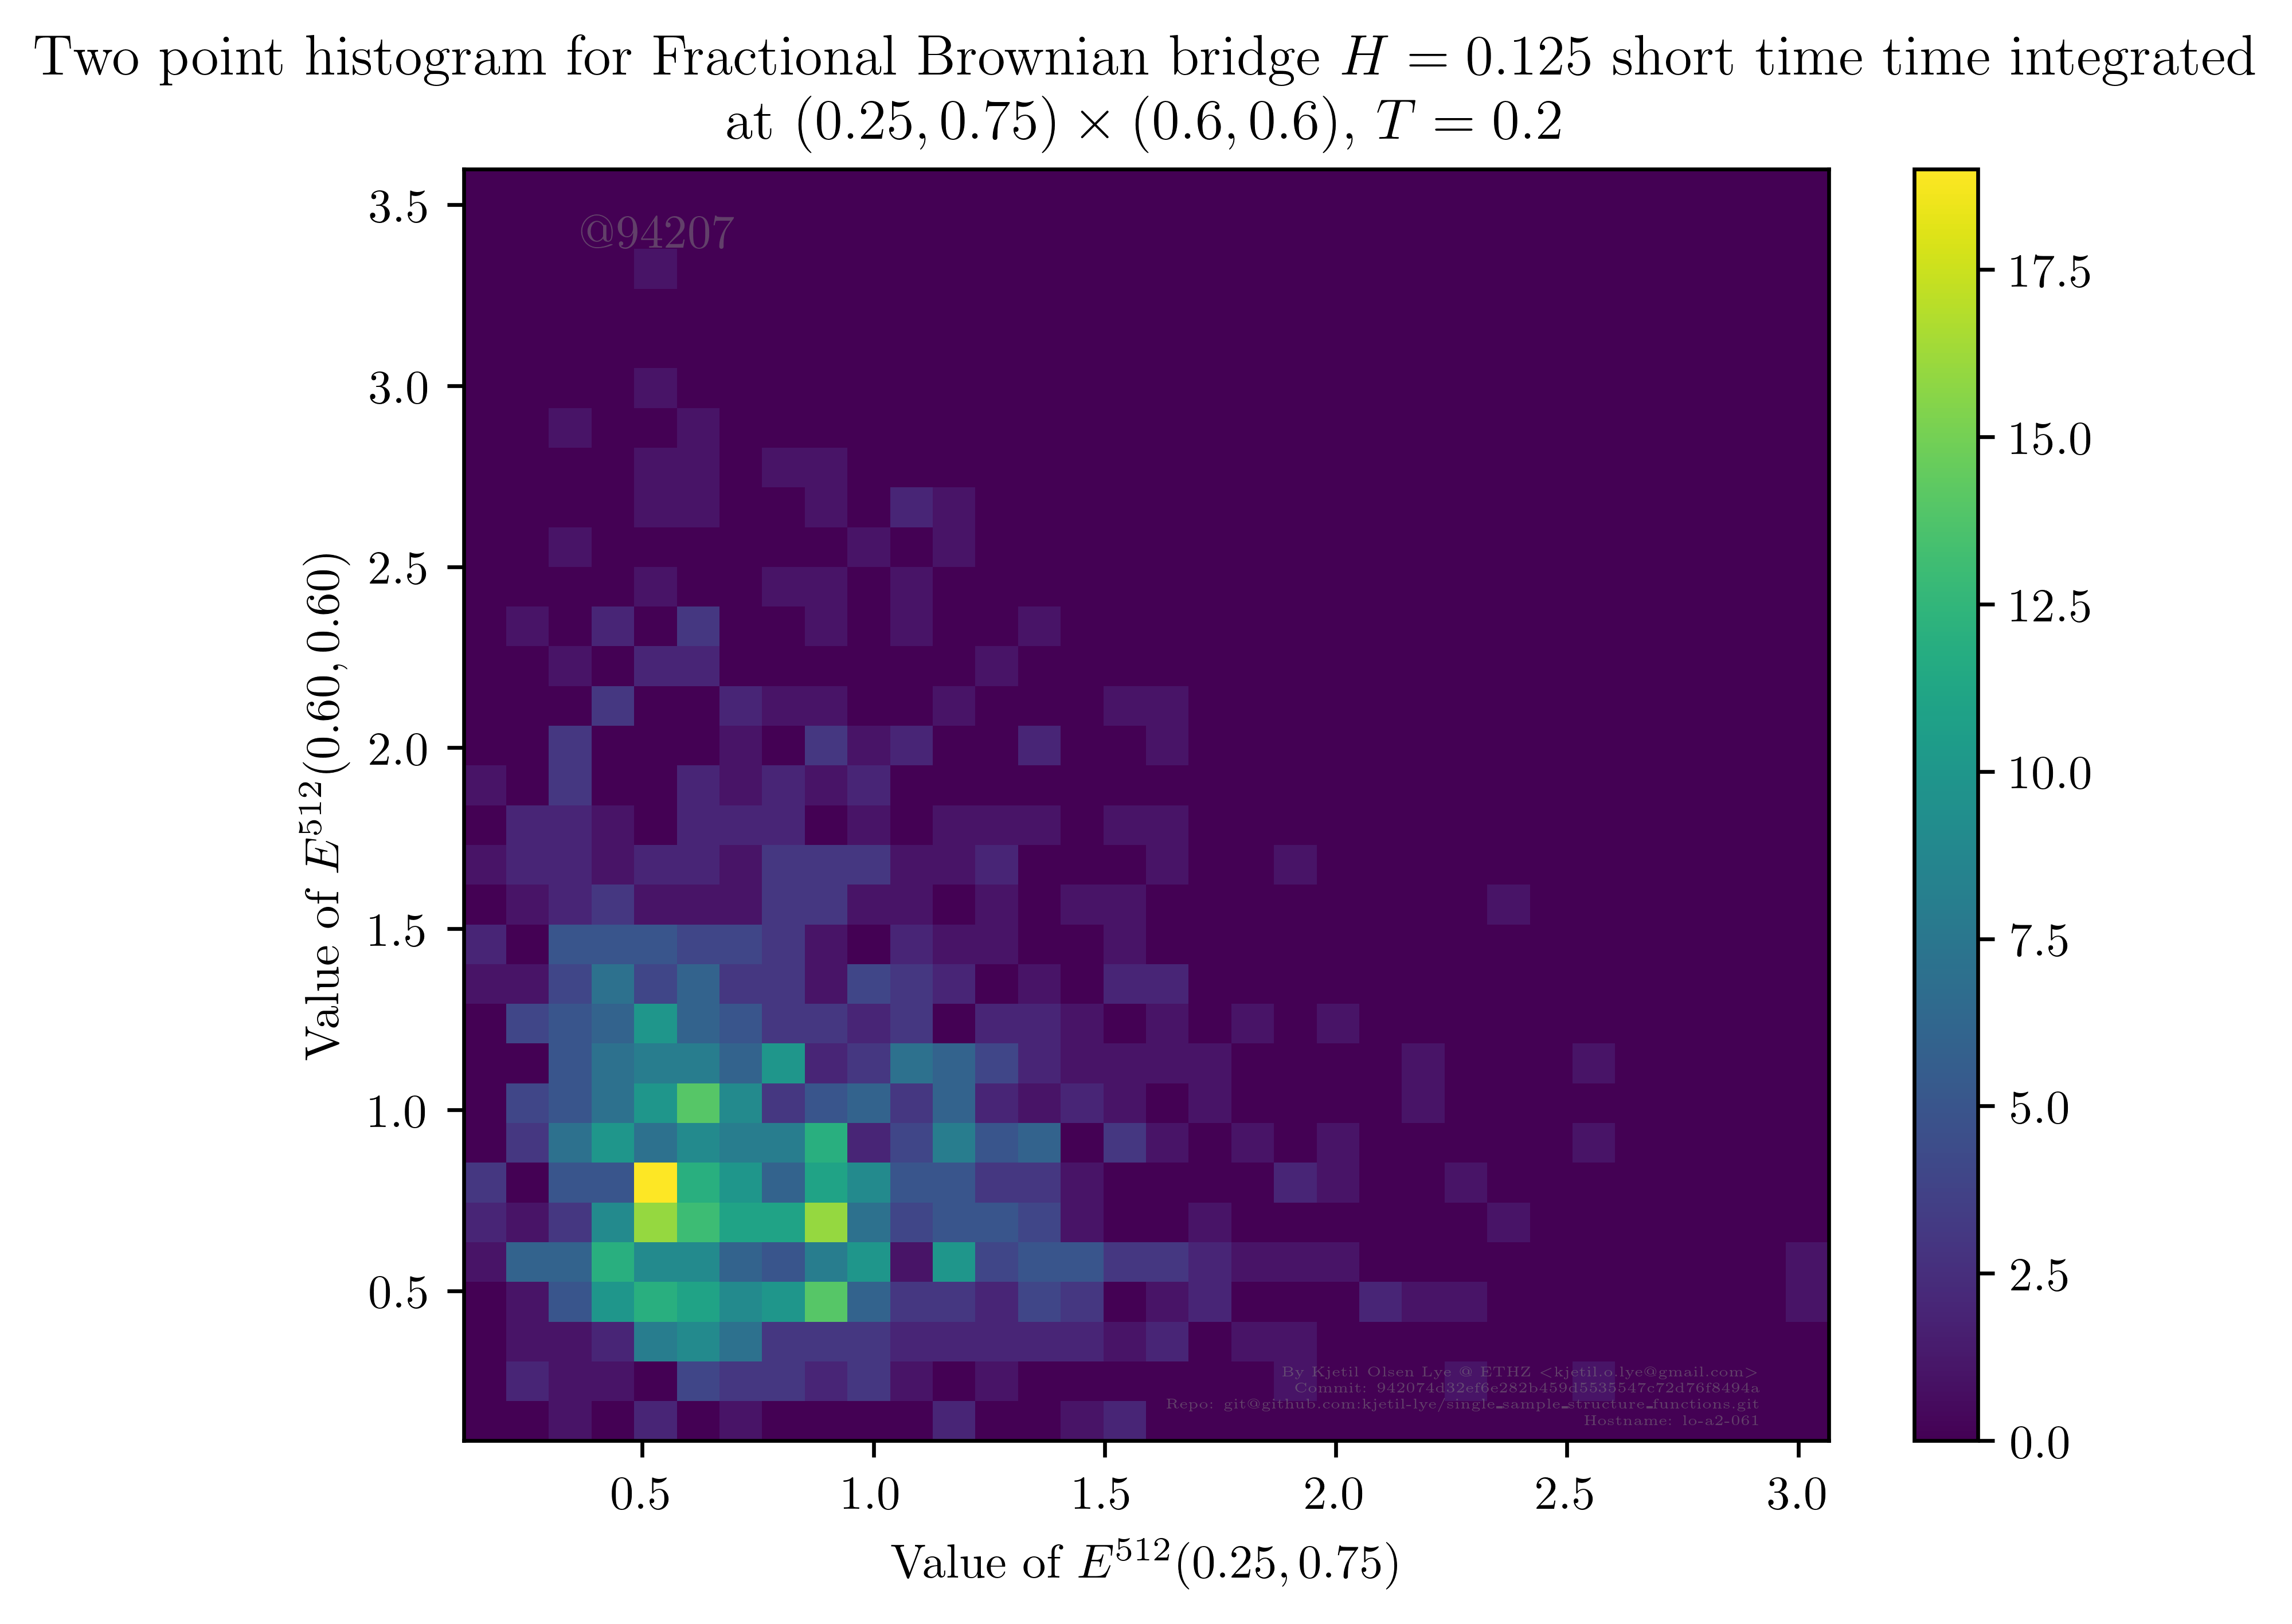 Two point histogram for Fractional Brownian bridge H = 0.125 short time time integrated
at (0.25, 0.75) × (0.6, 0.6), T = 0.2
@94207
3.5
3.0
2.5
2.0
1.5
1.0
0.5
Value of E^512(0.60, 0.60)
0.5
1.0
1.5
2.0
2.5
3.0
Value of E^512(0.25, 0.75)
17.5
15.0
12.5
10.0
7.5
5.0
2.5
0.0
By Kjetil Olsen Lye @ ETHZ <kjetil.o.lye@gmail.com>
Commit: 942074d32ef6e282b459d5535547c72d76f8494a
Repo: git@github.com:kjetil-lye/single_sample_structure_functions.git
Hostname: lo-a2-061